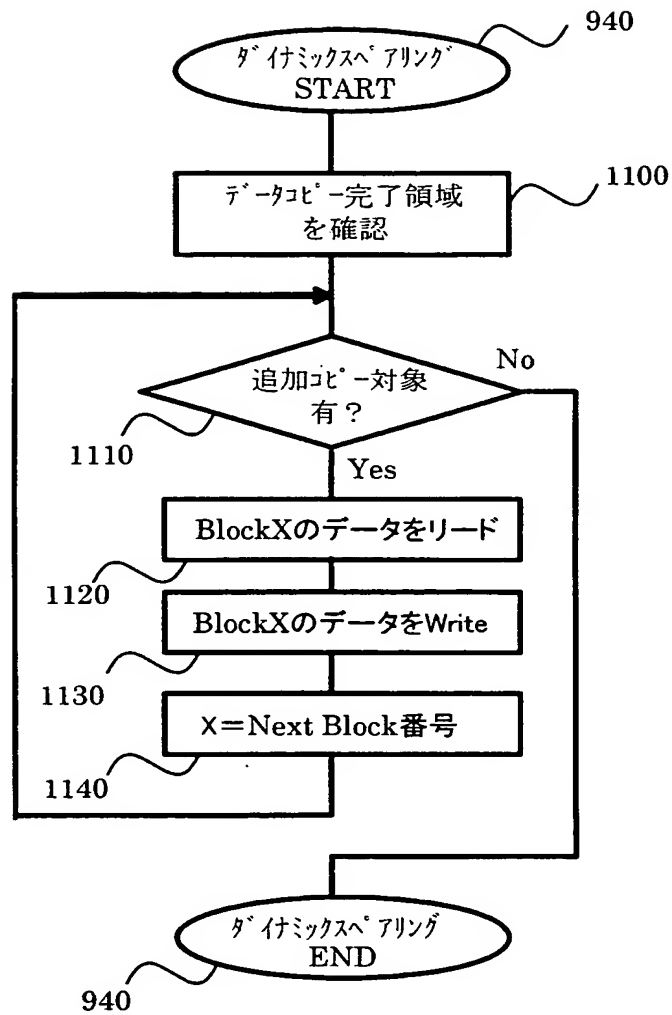 ﾀﾞｲﾅﾐｯｸｽﾍﾟｱﾘﾝｸﾞ
START
940
ﾃﾞｰﾀｺﾋﾟｰ完了領域
を確認
1100
追加ｺﾋﾟｰ対象
有？
No
1110
Yes
BlockXのデータをリード
1120
BlockXのデータをWrite
1130
X＝Next Block番号
1140
ﾀﾞｲﾅﾐｯｸｽﾍﾟｱﾘﾝｸﾞ
END
940